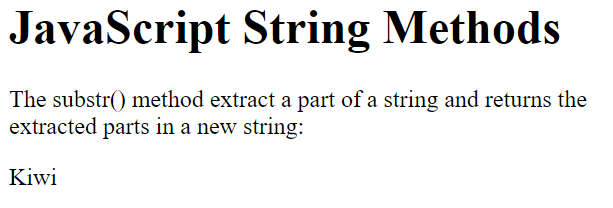 JavaScript String Methods
The substr() method extract a part of a string and returns the
extracted parts in a new string:
Kiwi